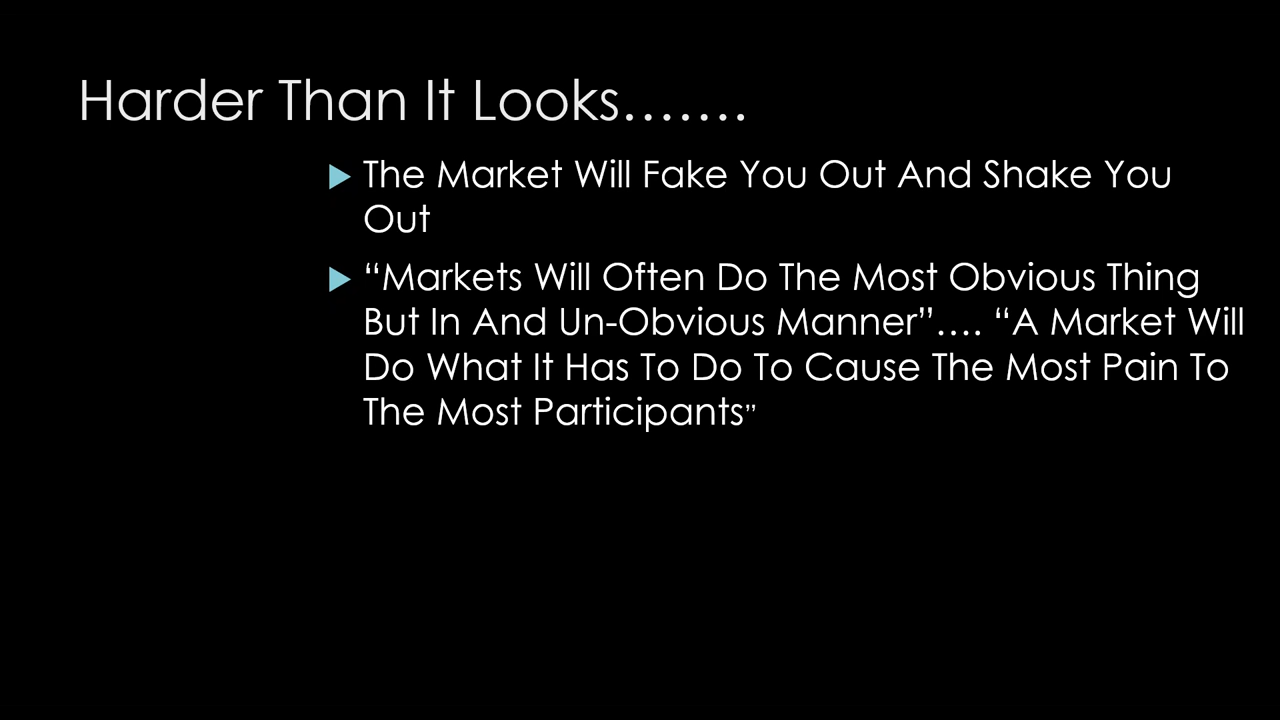 Harder Than It Looks…….
The Market Will Fake You Out And Shake You
Out
“Markets Will Often Do The Most Obvious Thing
But In And Un-Obvious Manner”…. “A Market Will
Do What It Has To Do To Cause The Most Pain To
The Most Participants”